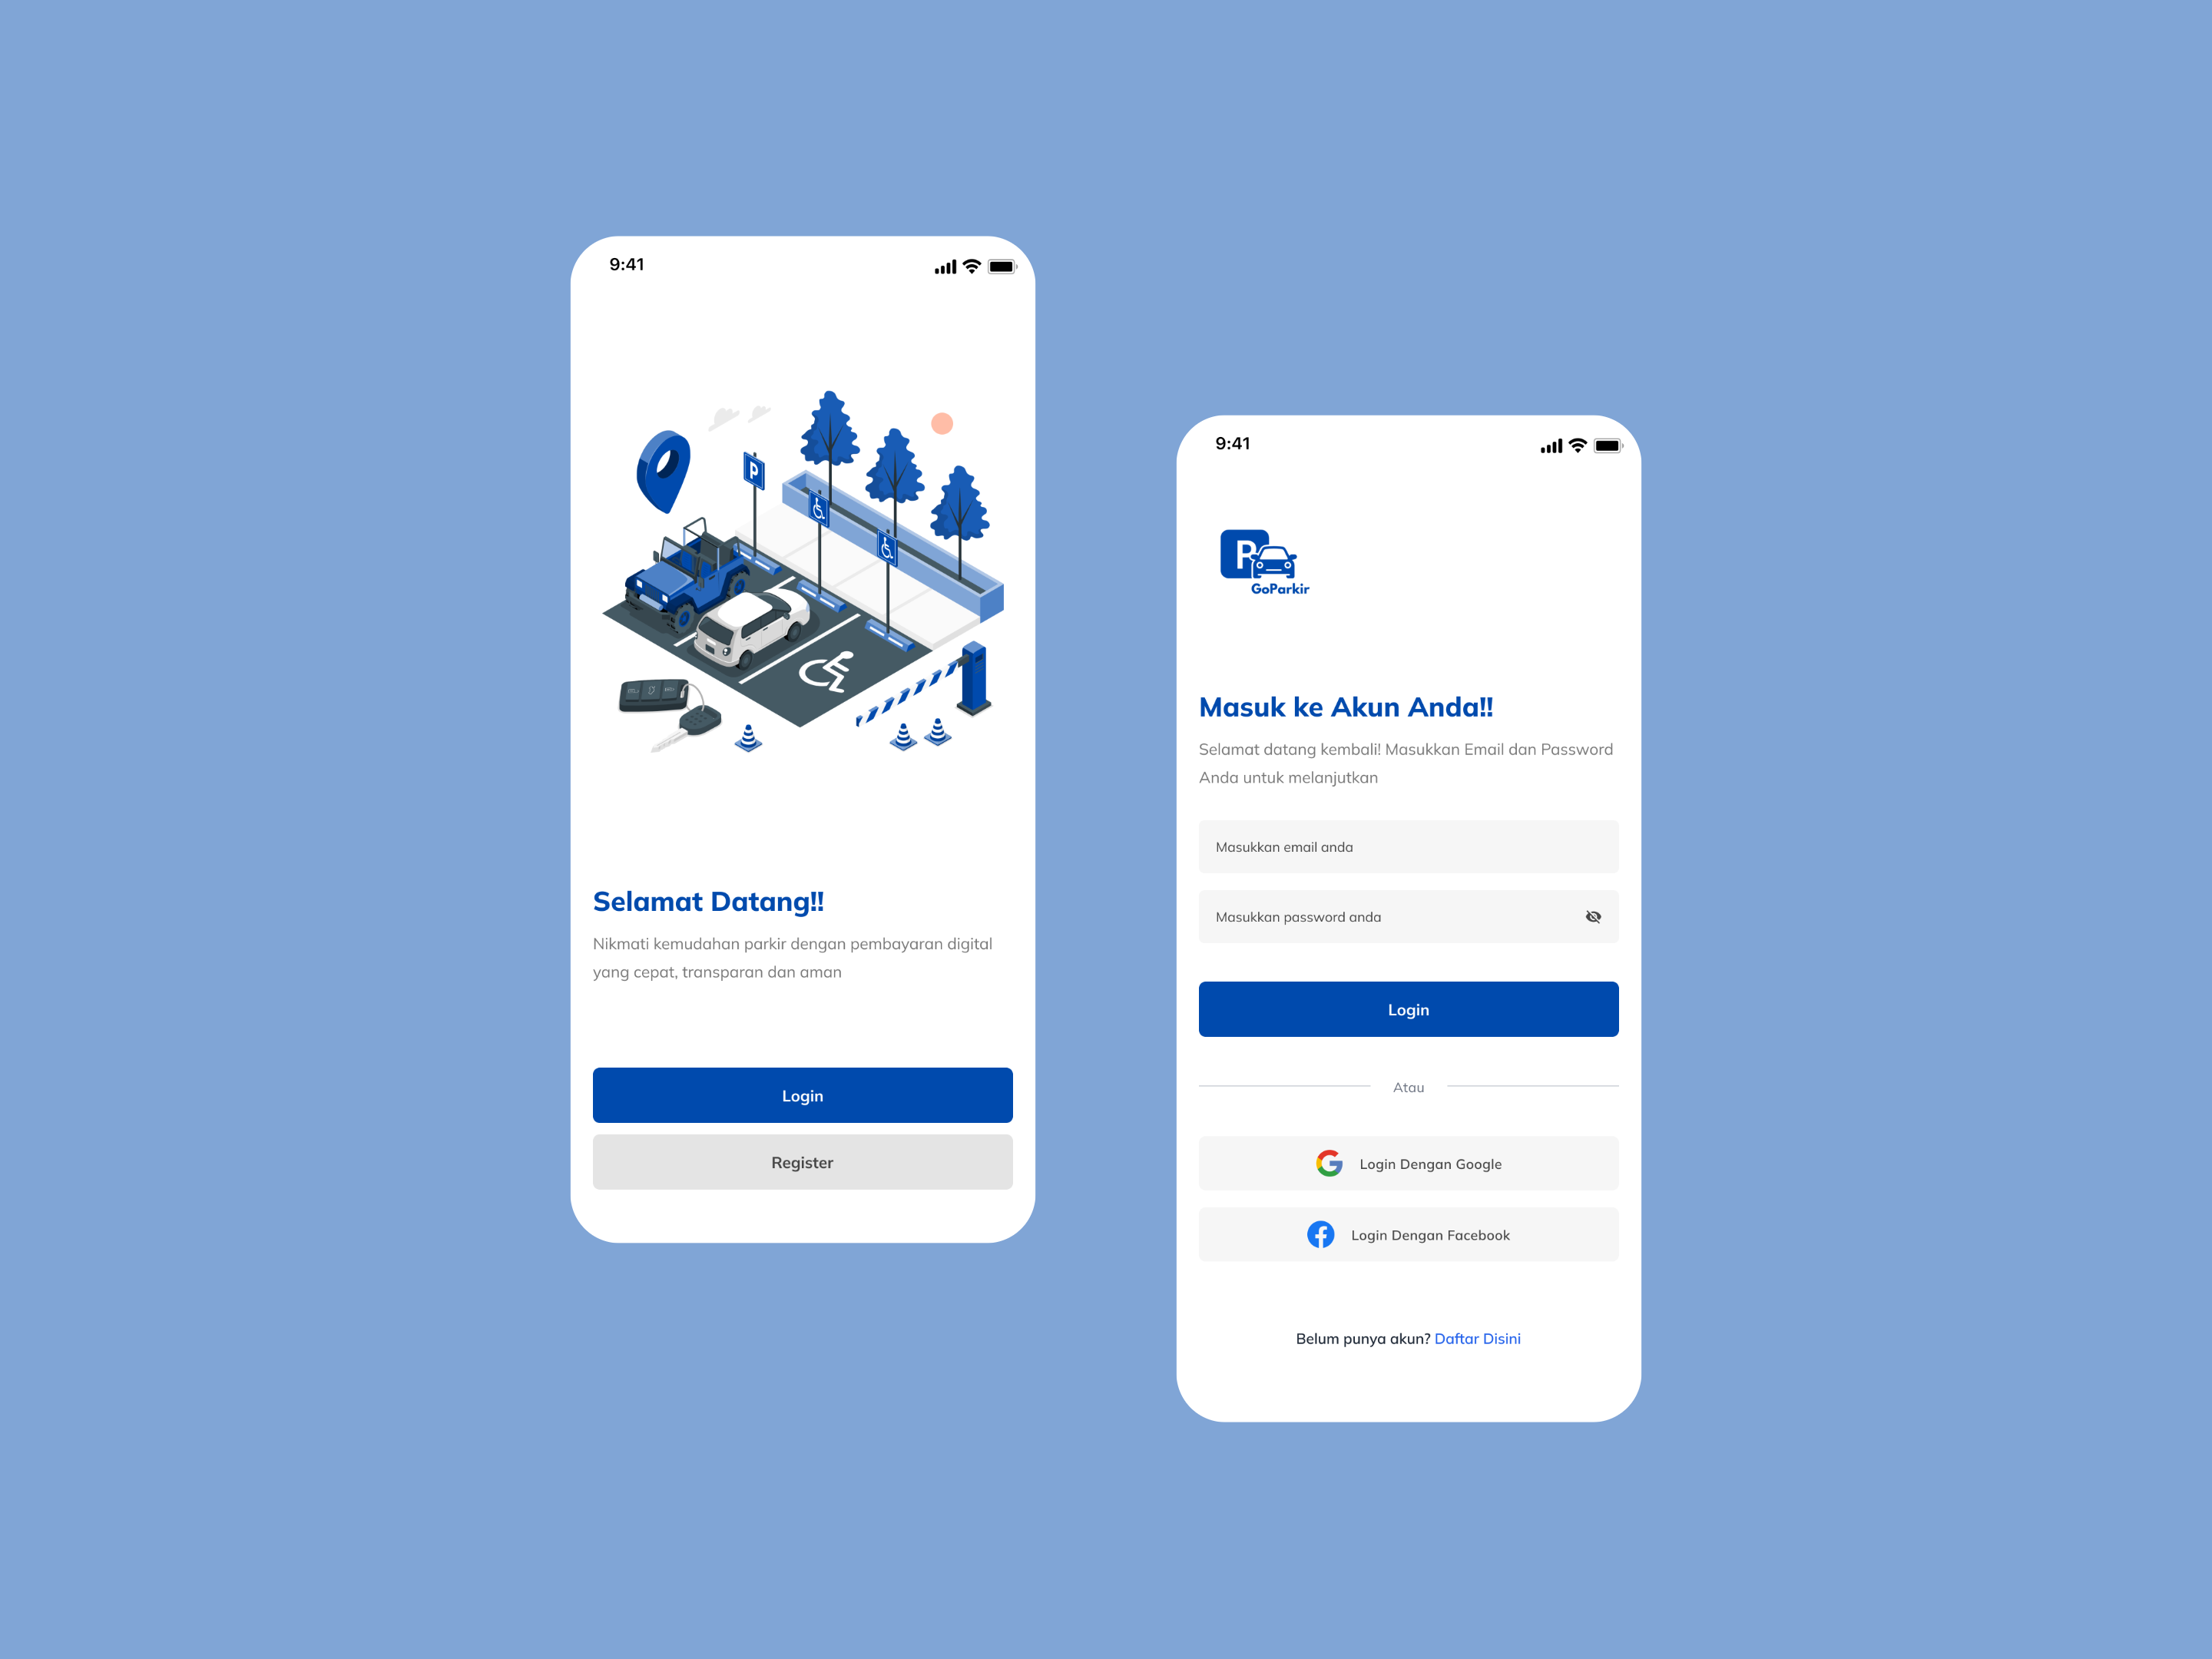 9:41
P
Selamat Datang!!
Nikmati kemudahan parkir dengan pembayaran digital
yang cepat, transparan dan aman
Login
Register
9:41
P
GoParkir
Masuk ke Akun Anda!!
Selamat datang kembali! Masukkan Email dan Password
Anda untuk melanjutkan
Masukkan email anda
Masukkan password anda
Login
Atau
Login Dengan Google
Login Dengan Facebook
Belum punya akun? Daftar Disini